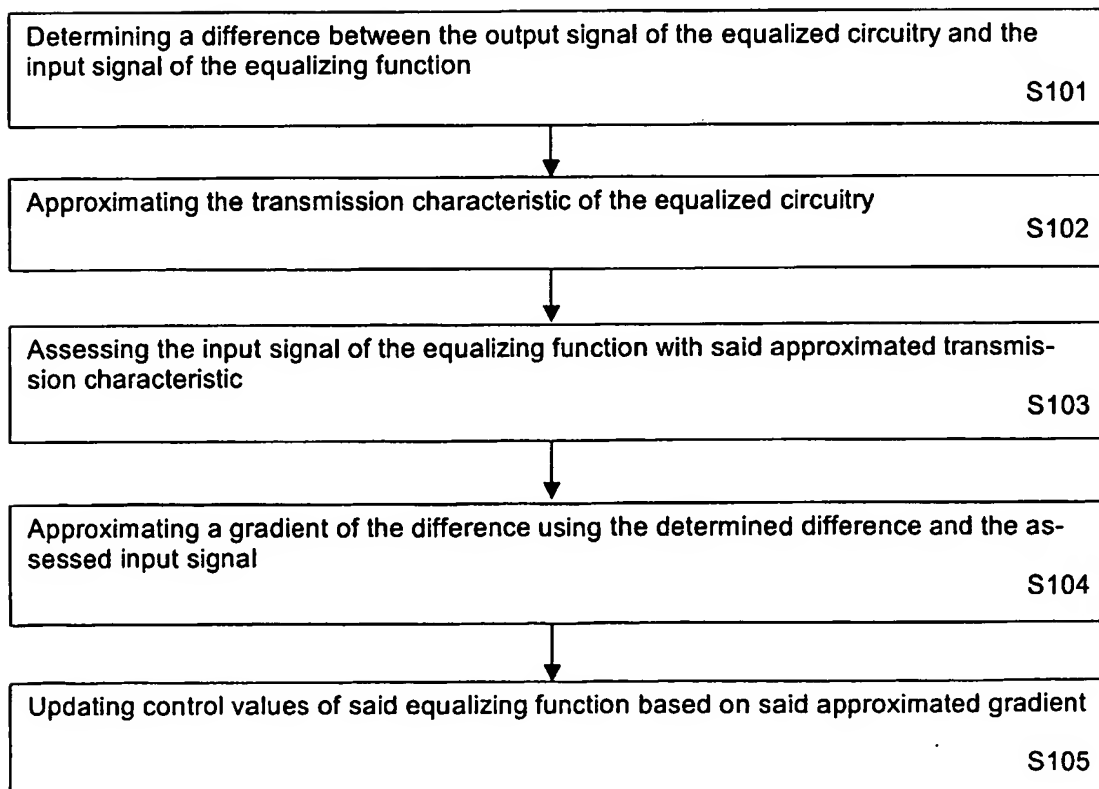 Determining a difference between the output signal of the equalized circuitry and the
input signal of the equalizing function
S101
Approximating the transmission characteristic of the equalized circuitry
S102
Assessing the input signal of the equalizing function with said approximated transmis-
sion characteristic
S103
Approximating a gradient of the difference using the determined difference and the as-
sessed input signal
S104
Updating control values of said equalizing function based on said approximated gradient
S105